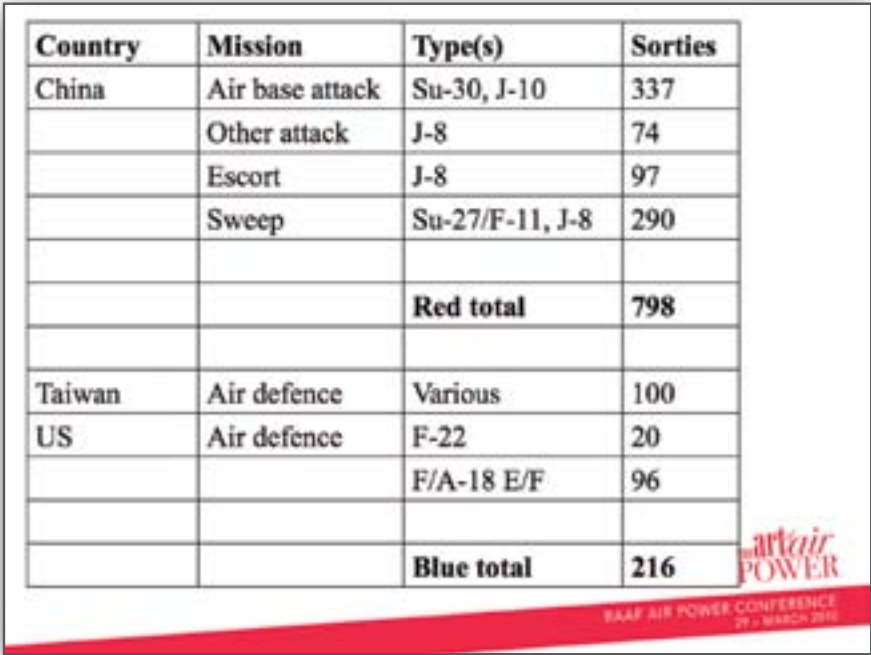 Country Mission Type(s) Sorties
China Air base attack Su-30, J-10 337
Other attack J-8 74
Escort J-8 97
Sweep Su-27/F-11, J-8 290
Red total 798
Taiwan Air defence Various 100
US Air defence F-22 20
F/A-18 E/F 96
Blue total 216
art air
POWER
RAAF AIR POWER CONFERENCE
MARCH